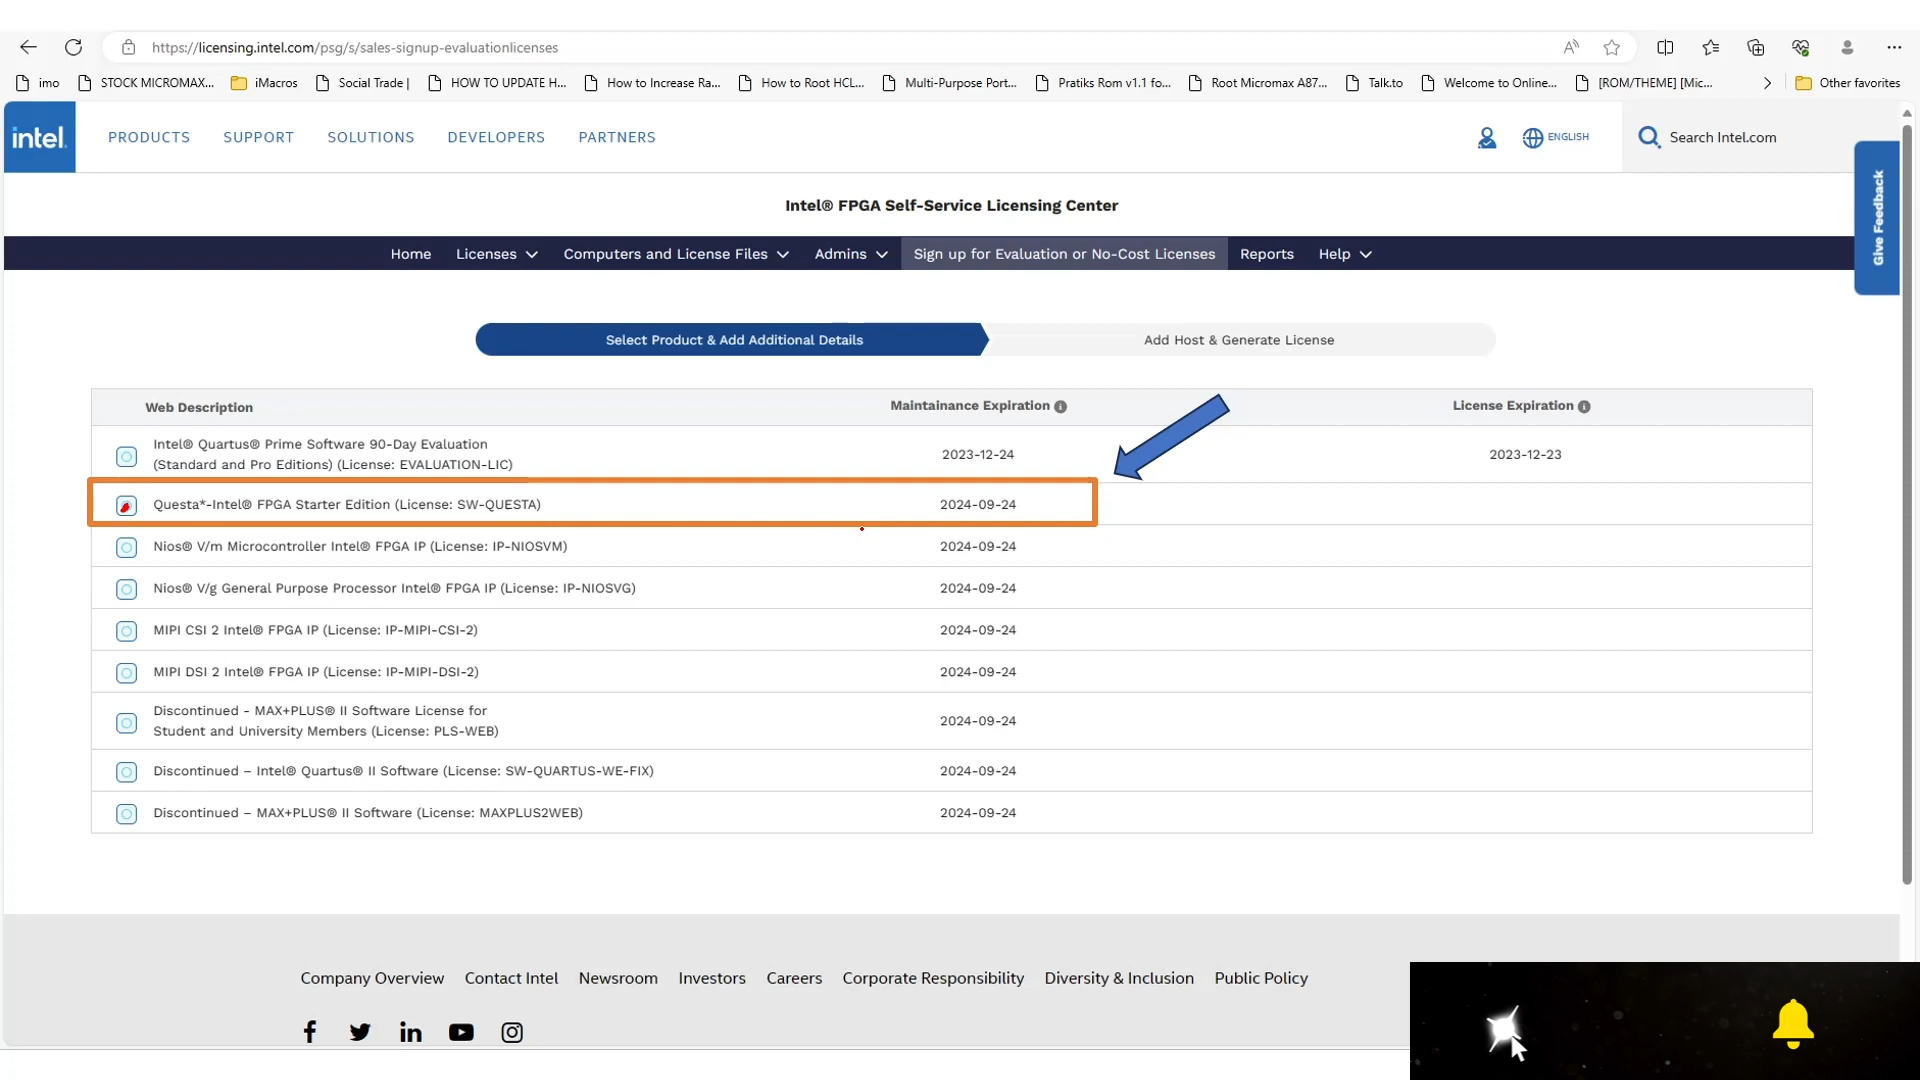 https://licensing.intel.com/psg/s/sales-signup-evaluationlicenses
imo
STOCK MICROMAX...
iMacros
Social Trade |
HOW TO UPDATE H...
How to Increase Ra...
How to Root HCL...
Multi-Purpose Port...
Pratiks Rom v1.1 fo...
Root Micromax A87...
Talk.to
Welcome to Online...
[ROM/THEME] [Mic...
Other favorites
intel.
PRODUCTS
SUPPORT
SOLUTIONS
DEVELOPERS
PARTNERS
ENGLISH
Search Intel.com
Give Feedback
Intel® FPGA Self-Service Licensing Center
Home
Licenses
Computers and License Files
Admins
Sign up for Evaluation or No-Cost Licenses
Reports
Help
Select Product & Add Additional Details
Add Host & Generate License
Web Description
Maintainance Expiration
License Expiration
Intel® Quartus® Prime Software 90-Day Evaluation
(Standard and Pro Editions) (License: EVALUATION-LIC)
2023-12-24
2023-12-23
Questa*-Intel® FPGA Starter Edition (License: SW-QUESTA)
2024-09-24
Nios® V/m Microcontroller Intel® FPGA IP (License: IP-NIOSVM)
2024-09-24
Nios® V/g General Purpose Processor Intel® FPGA IP (License: IP-NIOSVG)
2024-09-24
MIPI CSI 2 Intel® FPGA IP (License: IP-MIPI-CSI-2)
2024-09-24
MIPI DSI 2 Intel® FPGA IP (License: IP-MIPI-DSI-2)
2024-09-24
Discontinued - MAX+PLUS® II Software License for
Student and University Members (License: PLS-WEB)
2024-09-24
Discontinued – Intel® Quartus® II Software (License: SW-QUARTUS-WE-FIX)
2024-09-24
Discontinued – MAX+PLUS® II Software (License: MAXPLUS2WEB)
2024-09-24
Company Overview
Contact Intel
Newsroom
Investors
Careers
Corporate Responsibility
Diversity & Inclusion
Public Policy